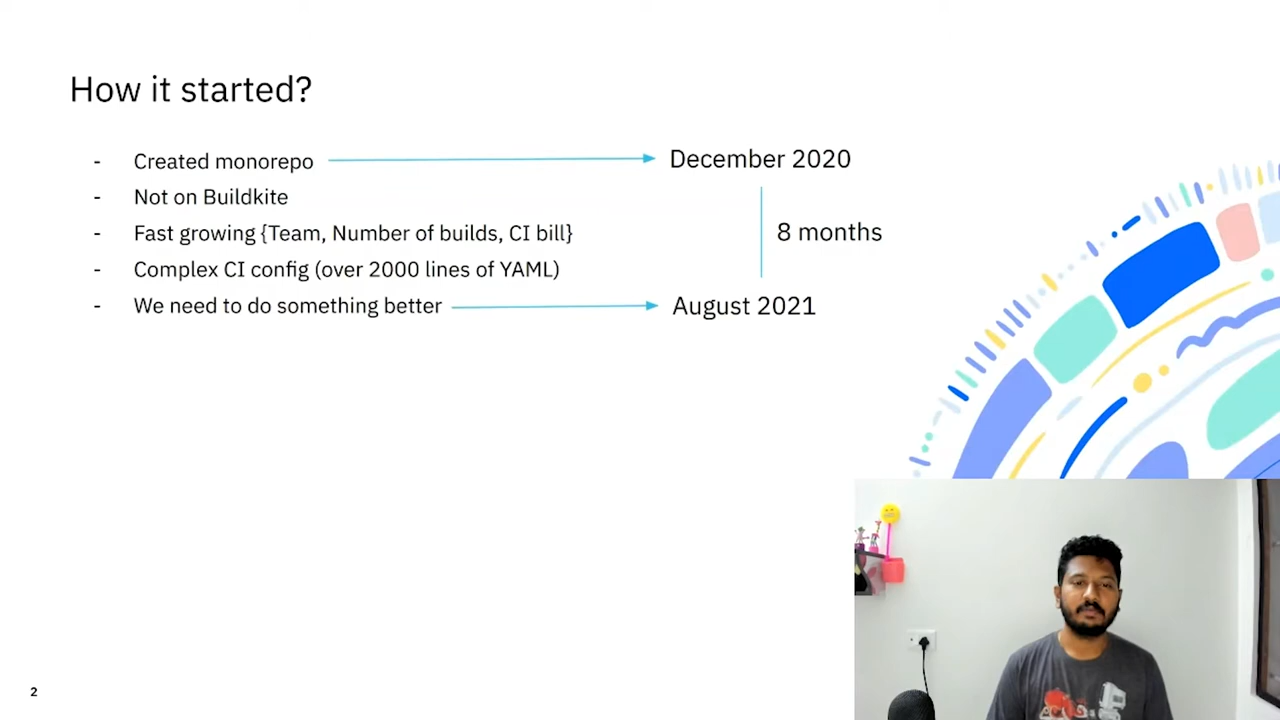 How it started?
- Created monorepo
December 2020
- Not on Buildkite
- Fast growing {Team, Number of builds, CI bill}
8 months
- Complex CI config (over 2000 lines of YAML)
- We need to do something better
August 2021
2